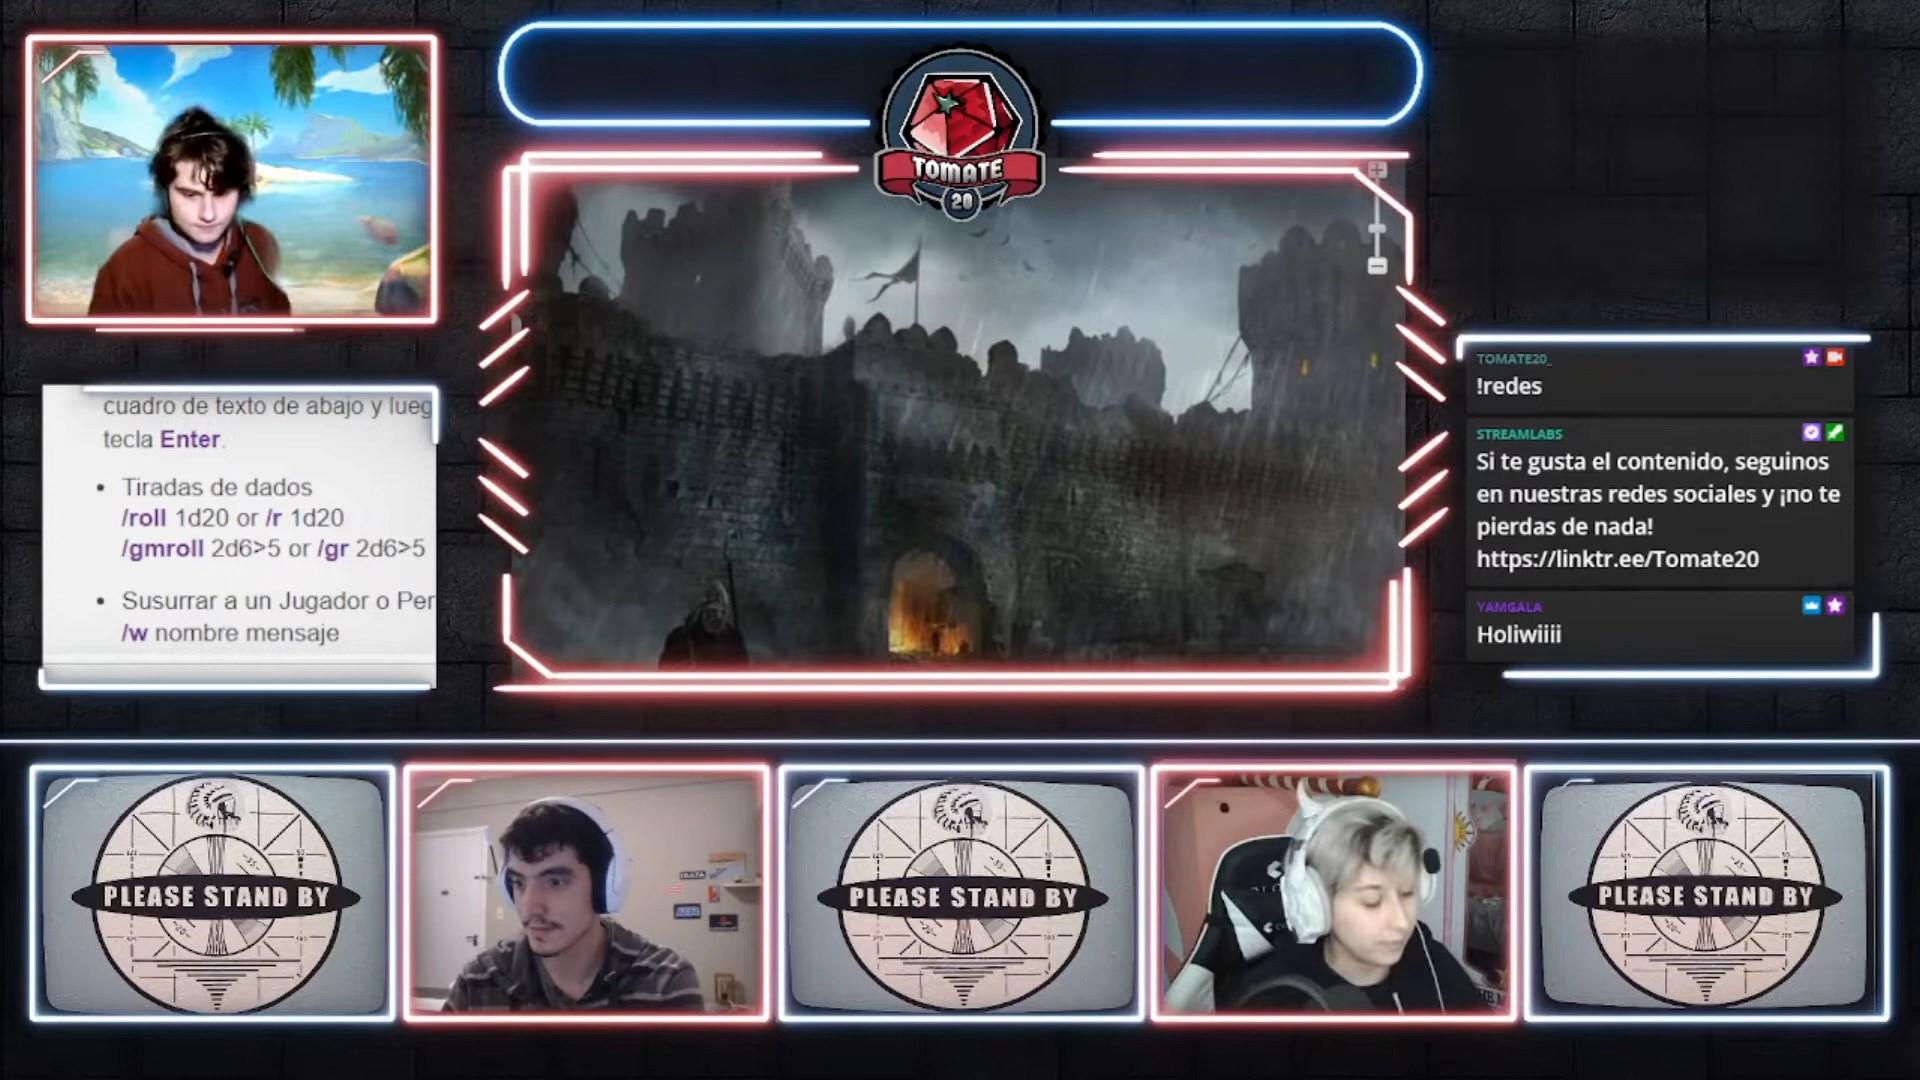 TOMATE
20
cuadro de texto de abajo y lueg
tecla Enter.
• Tiradas de dados
/roll 1d20 or /r 1d20
/gmroll 2d6>5 or /gr 2d6>5
• Susurrar a un Jugador o Per
/w nombre mensaje
TOMATE20_
!redes
STREAMLABS
Si te gusta el contenido, seguinos
en nuestras redes sociales y ¡no te
pierdas de nada!
https://linktr.ee/Tomate20
YAMGALA
Holiwiiii
PLEASE STAND BY
PLEASE STAND BY
PLEASE STAND BY